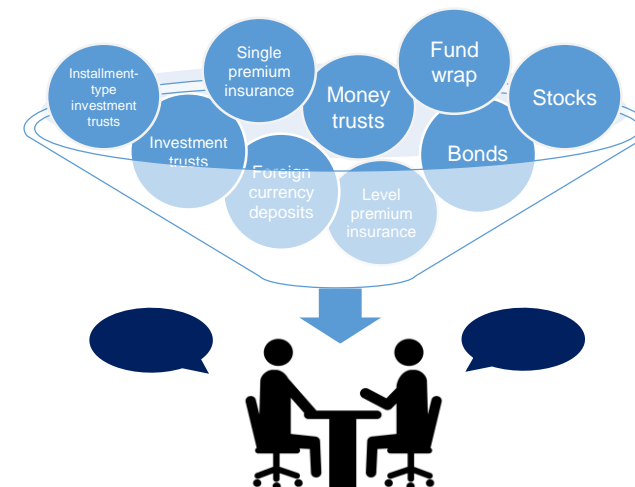 Installment-
type
investment
trusts
Single
premium
insurance
Money
trusts
Fund
wrap
Stocks
Investment
trusts
Foreign
currency
deposits
Level
premium
insurance
Bonds